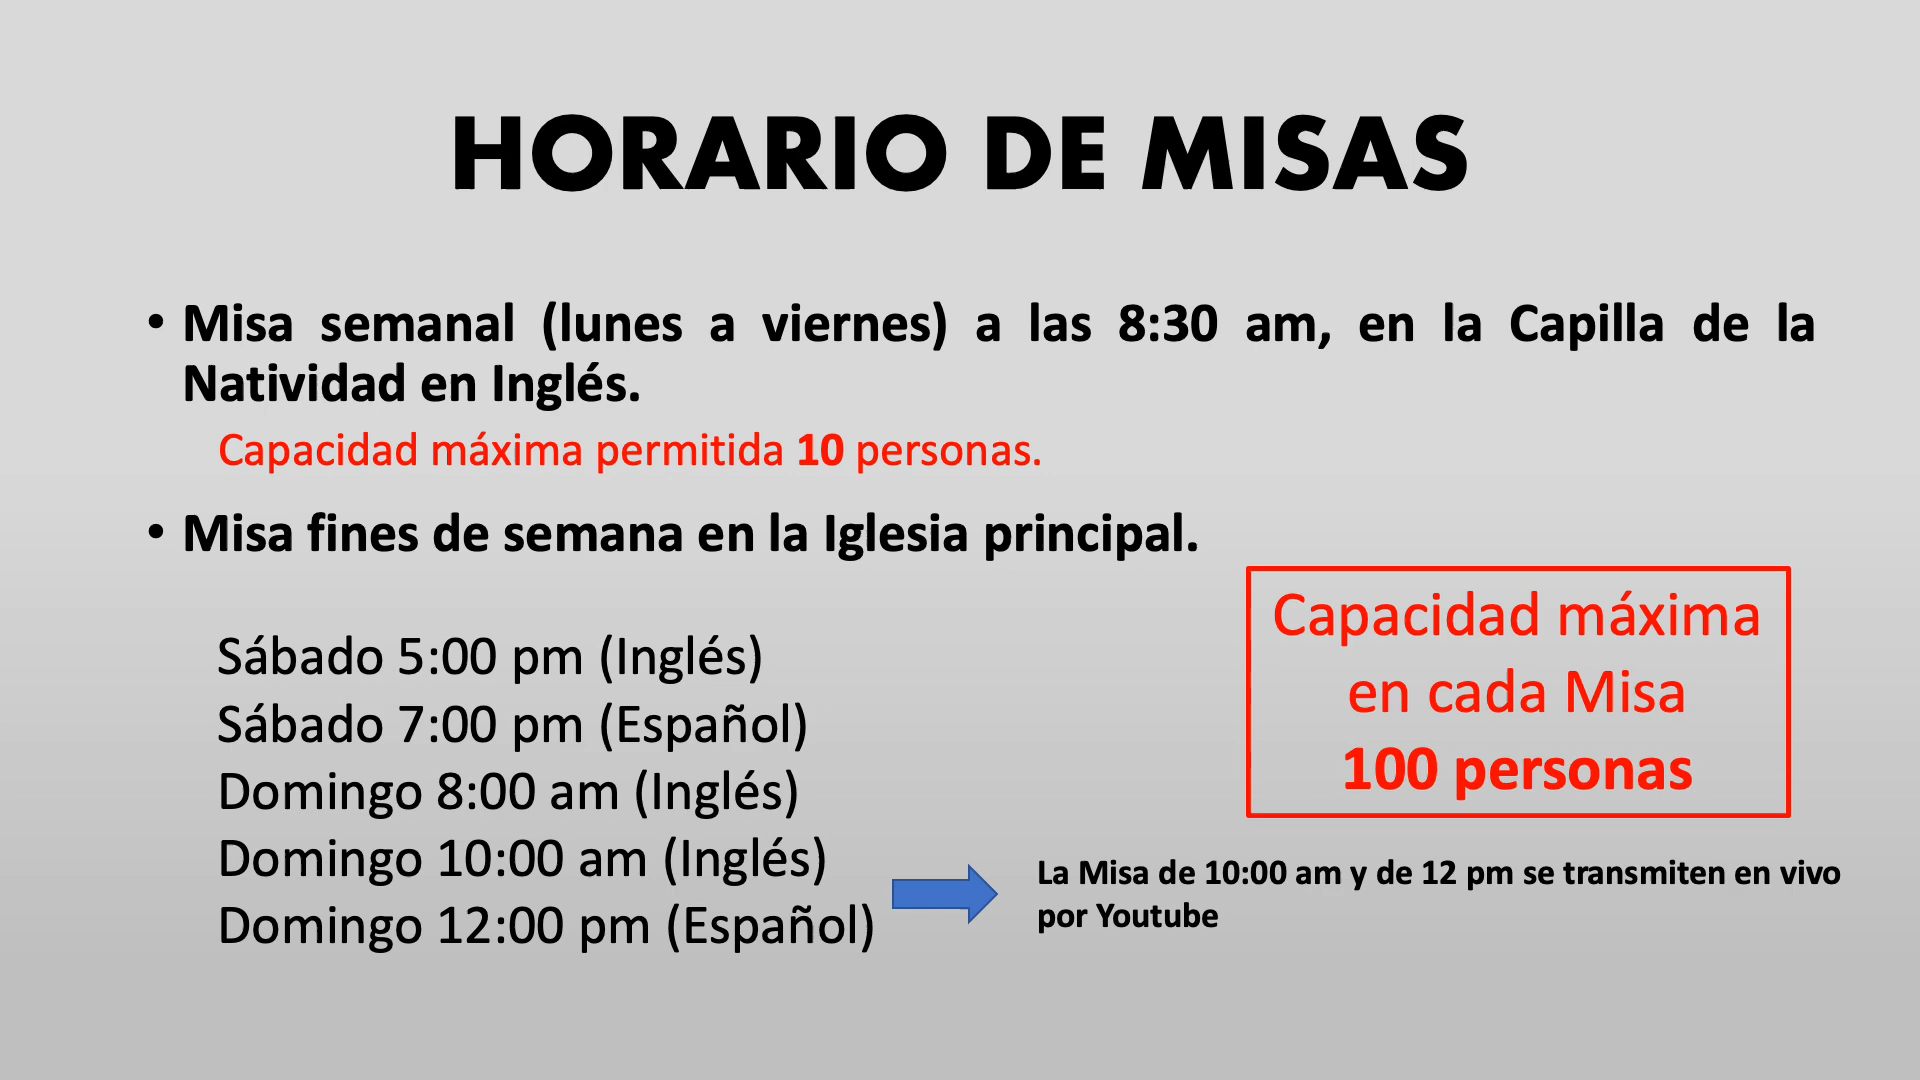 HORARIO DE MISAS
• Misa semanal (lunes a viernes) a las 8:30 am, en la Capilla de la
Natividad en Inglés.
Capacidad máxima permitida 10 personas.
• Misa fines de semana en la Iglesia principal.
Sábado 5:00 pm (Inglés)
Sábado 7:00 pm (Español)
Domingo 8:00 am (Inglés)
Domingo 10:00 am (Inglés)
Domingo 12:00 pm (Español)
Capacidad máxima
en cada Misa
100 personas
La Misa de 10:00 am y de 12 pm se transmiten en vivo
por Youtube